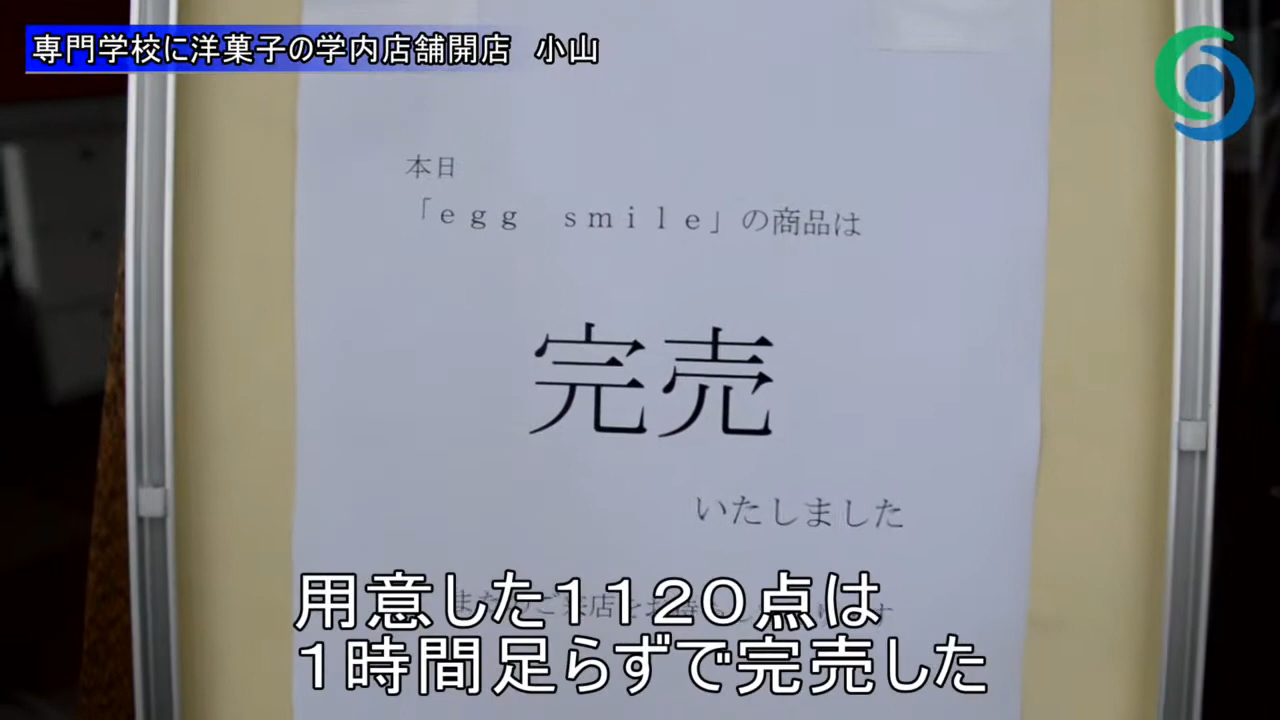 専門学校に洋菓子の学内店舗開店　小山
本日
「ｅｇｇ　ｓｍｉｌｅ」の商品は
完売
いたしました
用意した１１２０点は
１時間足らずで完売した